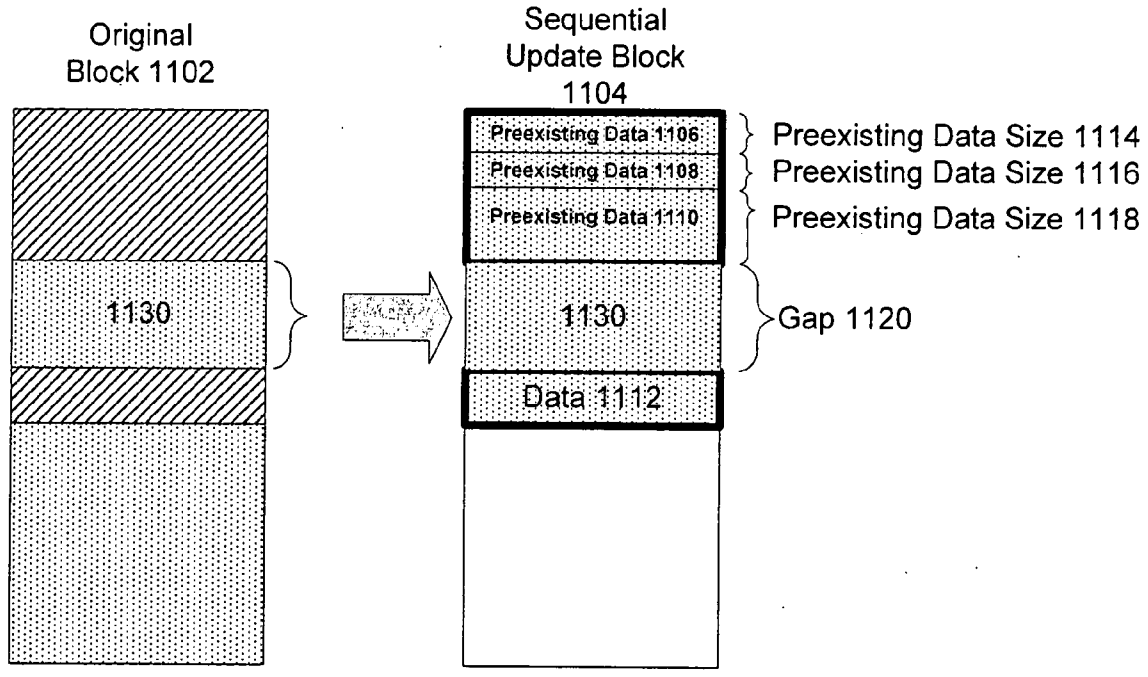 Original
Block 1102
Sequential
Update Block
1104
Preexisting Data 1106
Preexisting Data Size 1114
Preexisting Data 1108
Preexisting Data Size 1116
Preexisting Data 1110
Preexisting Data Size 1118
1130
1130
Gap 1120
Data 1112